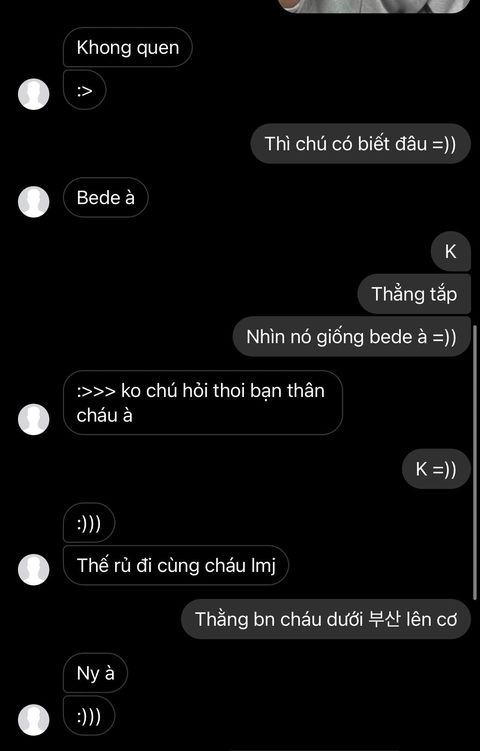 Khong quen
:>
Thì chú có biết đâu =))
Bede à
K
Thẳng tắp
Nhìn nó giống bede à =))
:>>> ko chú hỏi thoi bạn thân
cháu à
K =))
:)))
Thế rủ đi cùng cháu lmj
Thằng bn cháu dưới 부산 lên cơ
Ny à
:)))